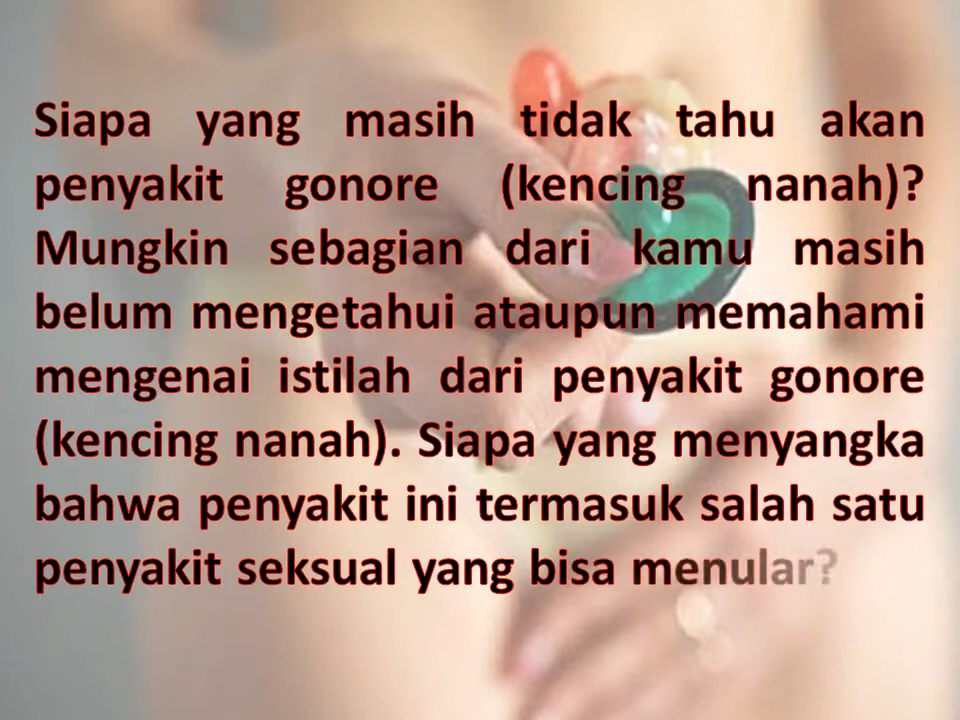 Siapa yang masih tidak tahu akan
penyakit gonore (kencing nanah)?
Mungkin sebagian dari kamu masih
belum mengetahui ataupun memahami
mengenai istilah dari penyakit gonore
(kencing nanah). Siapa yang menyangka
bahwa penyakit ini termasuk salah satu
penyakit seksual yang bisa menular?